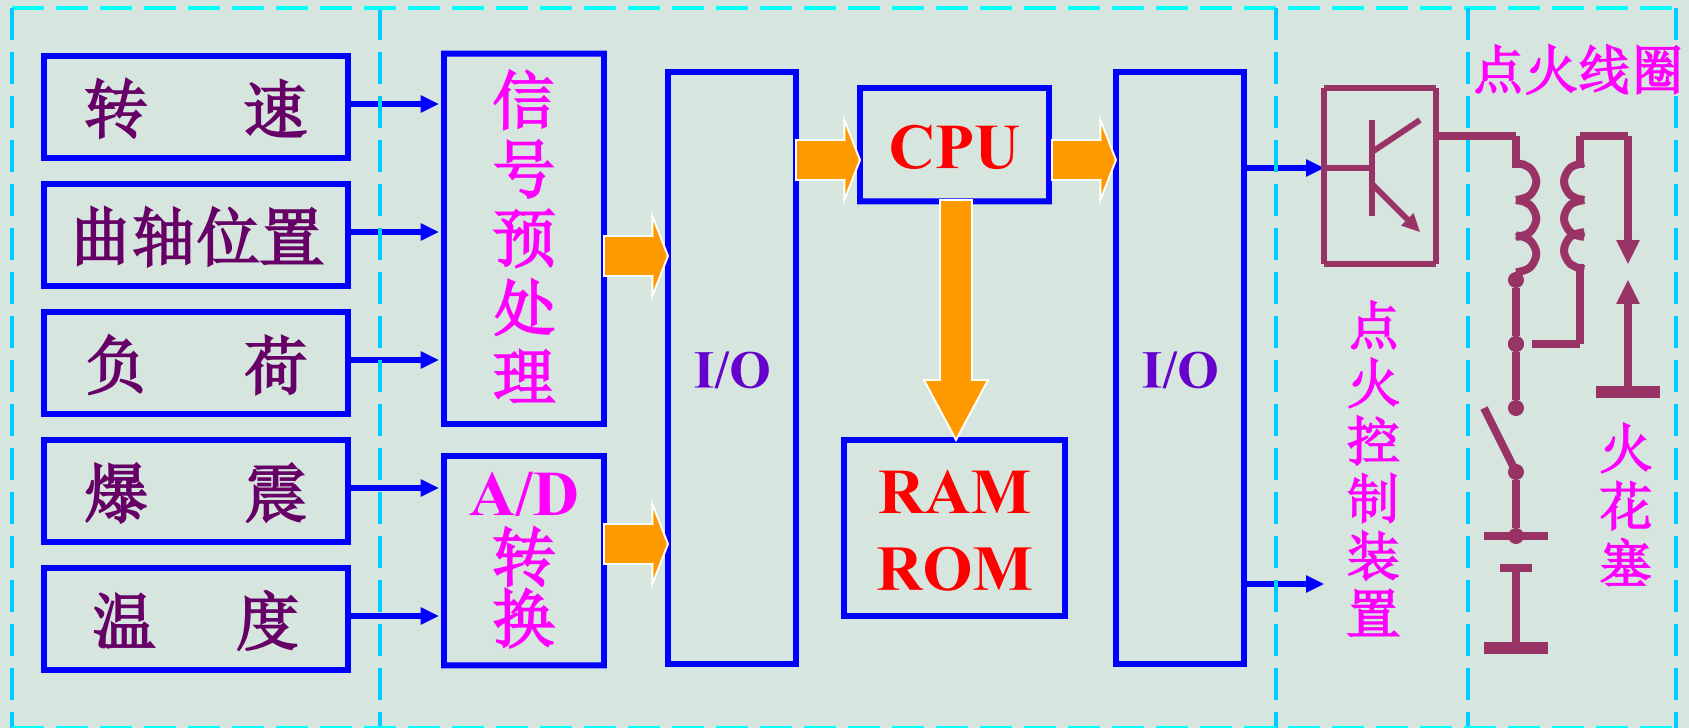 转 速
曲轴位置
负 荷
爆 震
温 度
信号预处理
A/D
转换
I/O
CPU
RAM
ROM
I/O
点火控制装置
点火线圈
火花塞